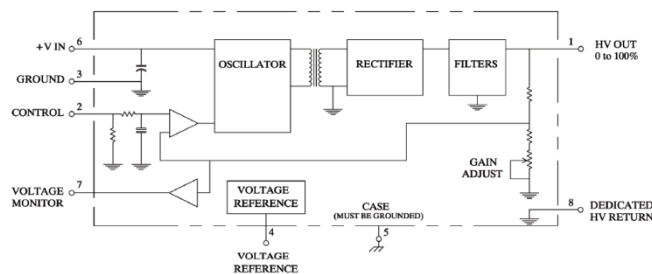 +V IN
6
GROUND
3
CONTROL
2
OSCILLATOR
RECTIFIER
FILTERS
1
HV OUT
0 to 100%
GAIN
ADJUST
VOLTAGE
MONITOR
7
VOLTAGE
REFERENCE
4
VOLTAGE
REFERENCE
CASE
(MUST BE GROUNDED)
5
8
DEDICATED
HV RETURN